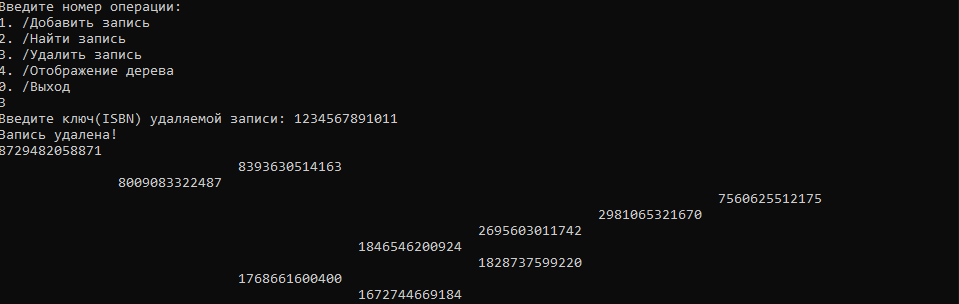 Введите номер операции:
1. /Добавить запись
2. /Найти запись
3. /Удалить запись
4. /Отображение дерева
0. /Выход
3
Введите ключ(ISBN) удаляемой записи: 1234567891011
Запись удалена!
8729482058871
8393630514163
8009083322487
7560625512175
2981065321670
2695603011742
1846546200924
1828737599220
1768661600400
1672744669184